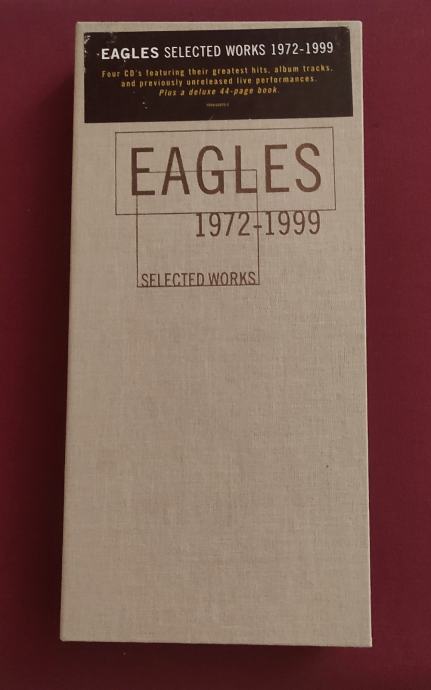 EAGLES SELECTED WORKS 1972-1999
Four CD's featuring their greatest hits, album tracks,
and previously unreleased live performances.
Plus a deluxe 44-page book.
EAGLES
1972-1999
SELECTED WORKS